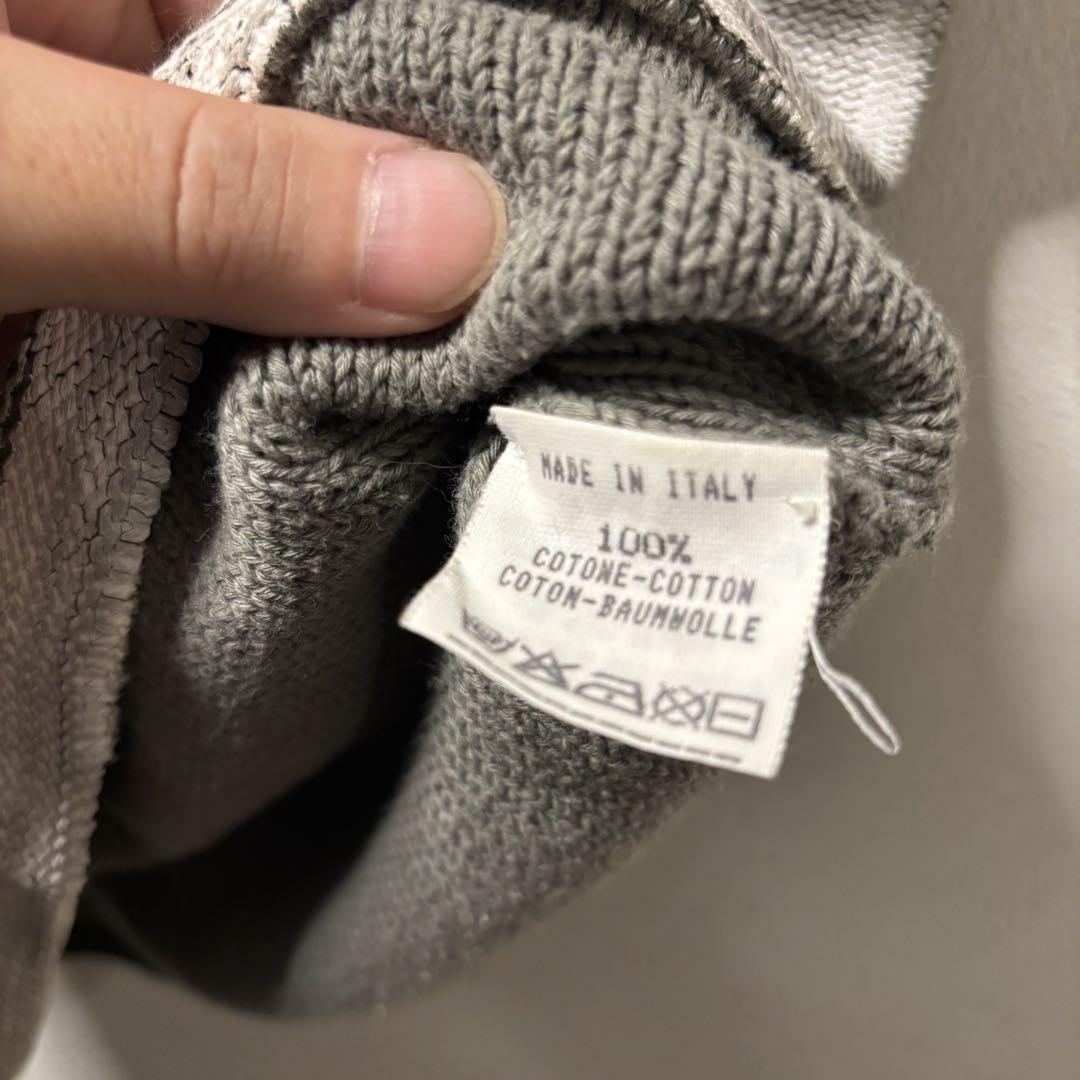 MADE IN ITALY
100%
COTONE-COTTON
COTON-BAUMWOLLE